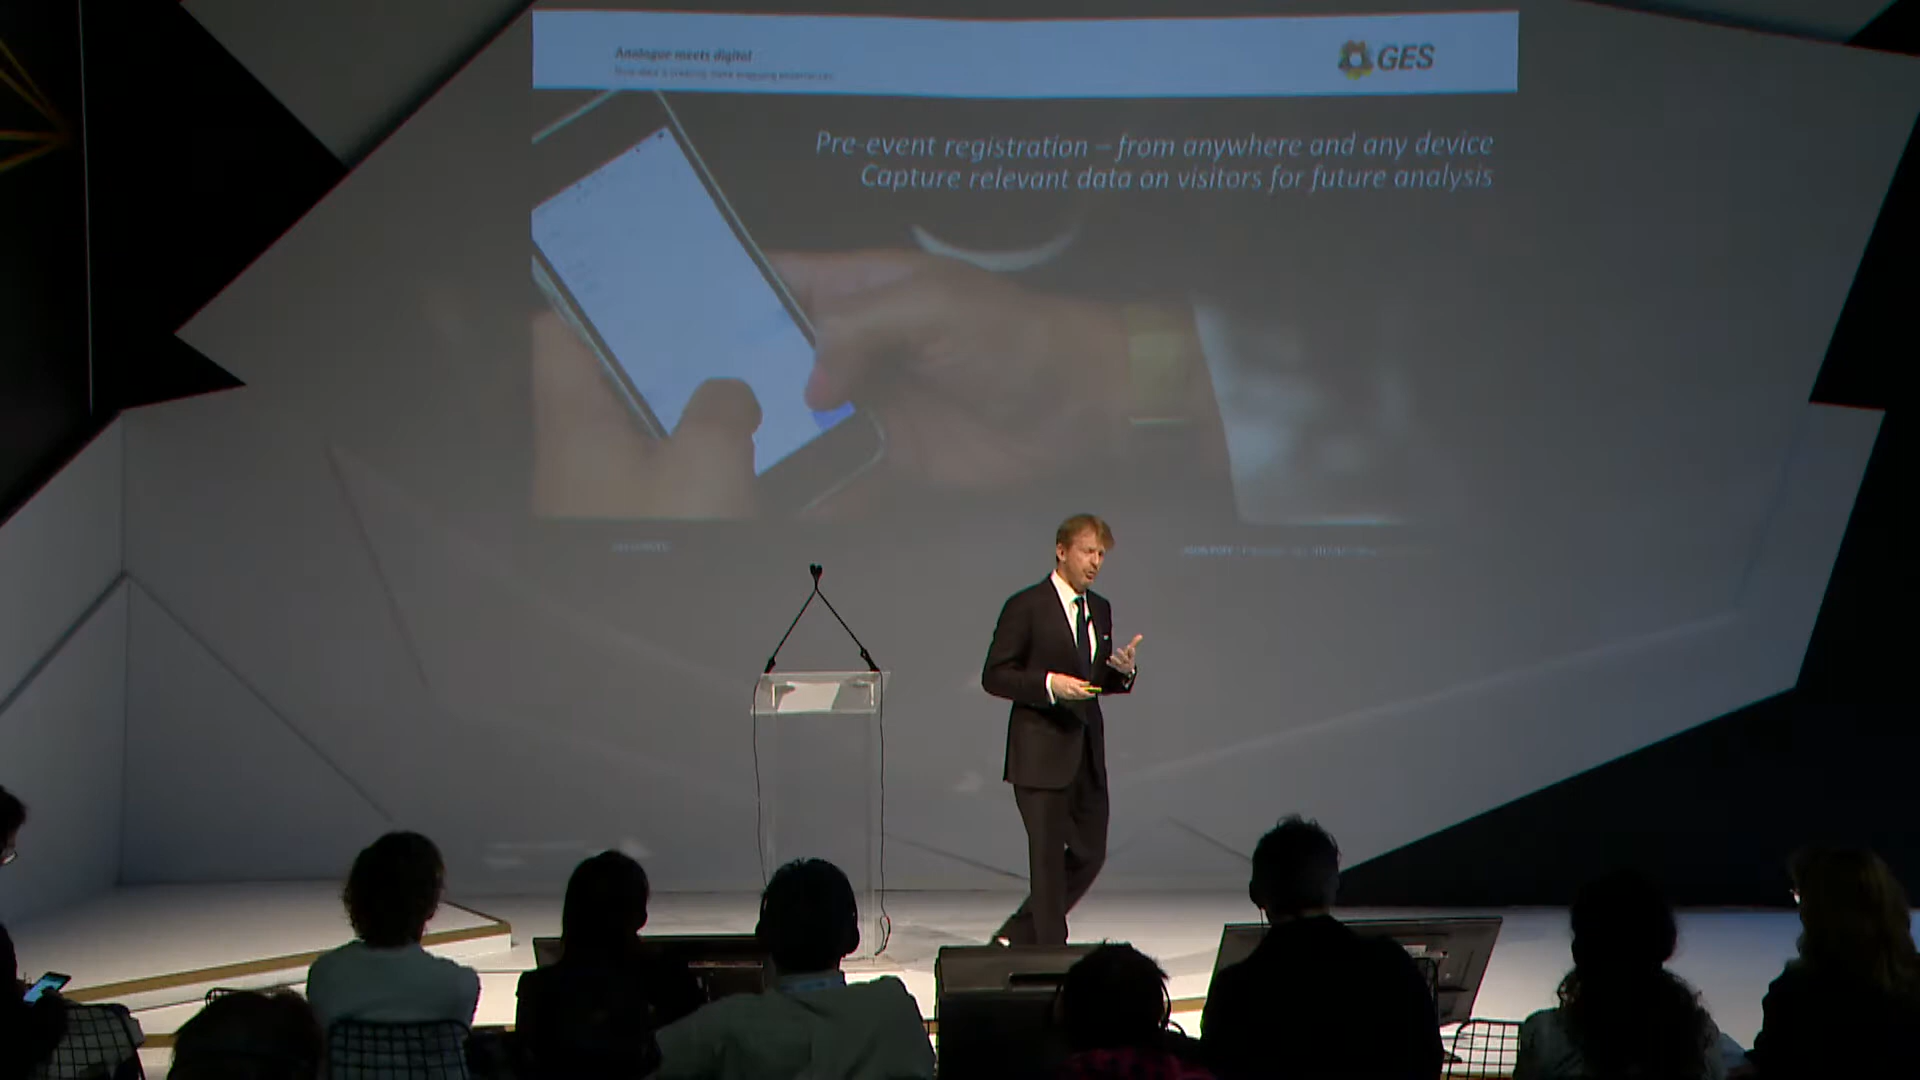 Analogue meets digital
GES
Pre-event registration – from anywhere and any device
Capture relevant data on visitors for future analysis